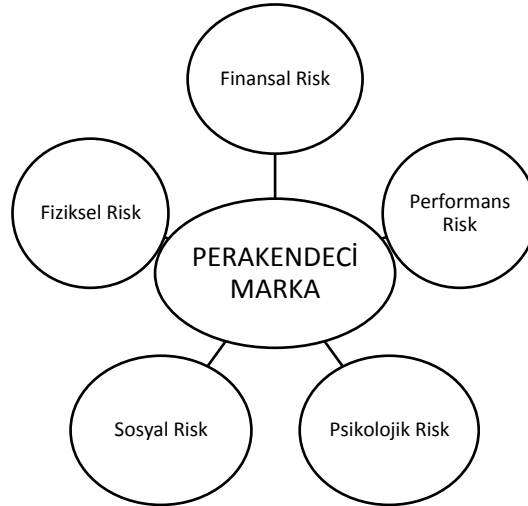 Finansal Risk
Fiziksel Risk
Performans
Risk
PERAKENDECİ
MARKA
Sosyal Risk
Psikolojik Risk